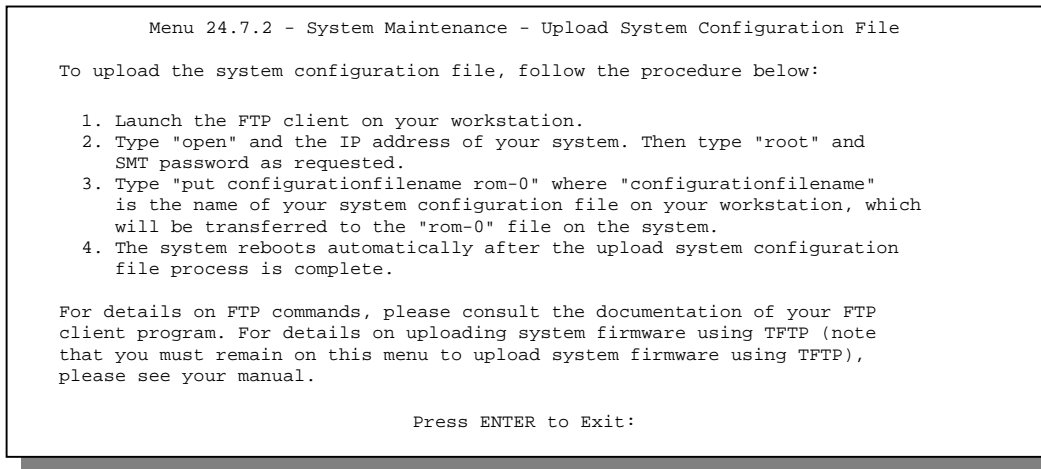 Menu 24.7.2 - System Maintenance - Upload System Configuration File
To upload the system configuration file, follow the procedure below:
1. Launch the FTP client on your workstation.
2. Type "open" and the IP address of your system. Then type "root" and
SMT password as requested.
3. Type "put configurationfilename rom-0" where "configurationfilename"
is the name of your system configuration file on your workstation, which
will be transferred to the "rom-0" file on the system.
4. The system reboots automatically after the upload system configuration
file process is complete.
For details on FTP commands, please consult the documentation of your FTP
client program. For details on uploading system firmware using TFTP (note
that you must remain on this menu to upload system firmware using TFTP),
please see your manual.
Press ENTER to Exit: